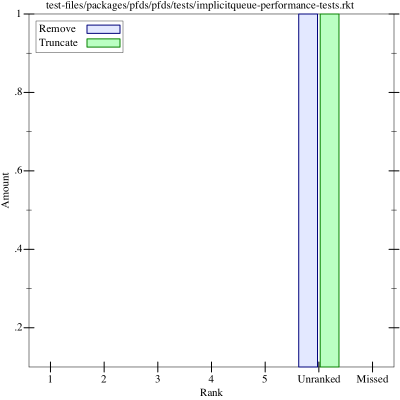 test-files/packages/pfds/pfds/tests/implicitqueue-performance-tests.rkt
Remove
Truncate
1
.8
.6
.4
.2
Amount
1 2 3 4 5 Unranked Missed
Rank